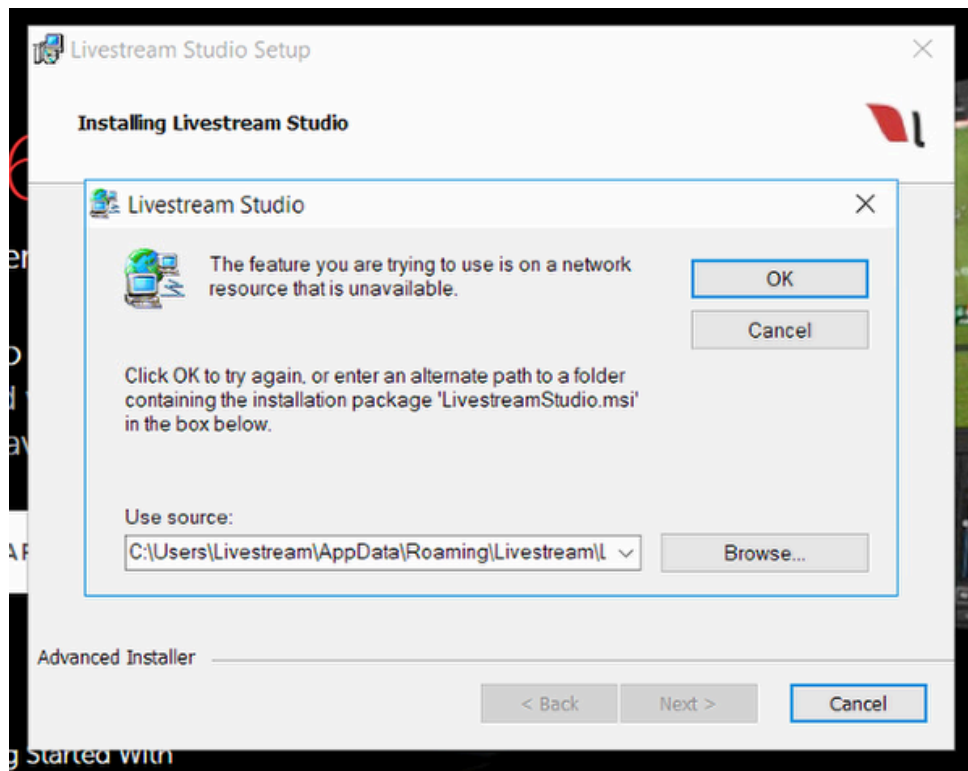 Livestream Studio Setup
Installing Livestream Studio
Livestream Studio
The feature you are trying to use is on a network
resource that is unavailable.
OK
Cancel
Click OK to try again, or enter an alternate path to a folder
containing the installation package 'LivestreamStudio.msi'
in the box below.
Use source:
C:\Users\Livestream\AppData\Roaming\Livestream\L
Browse...
Advanced Installer
< Back
Next >
Cancel
Started With